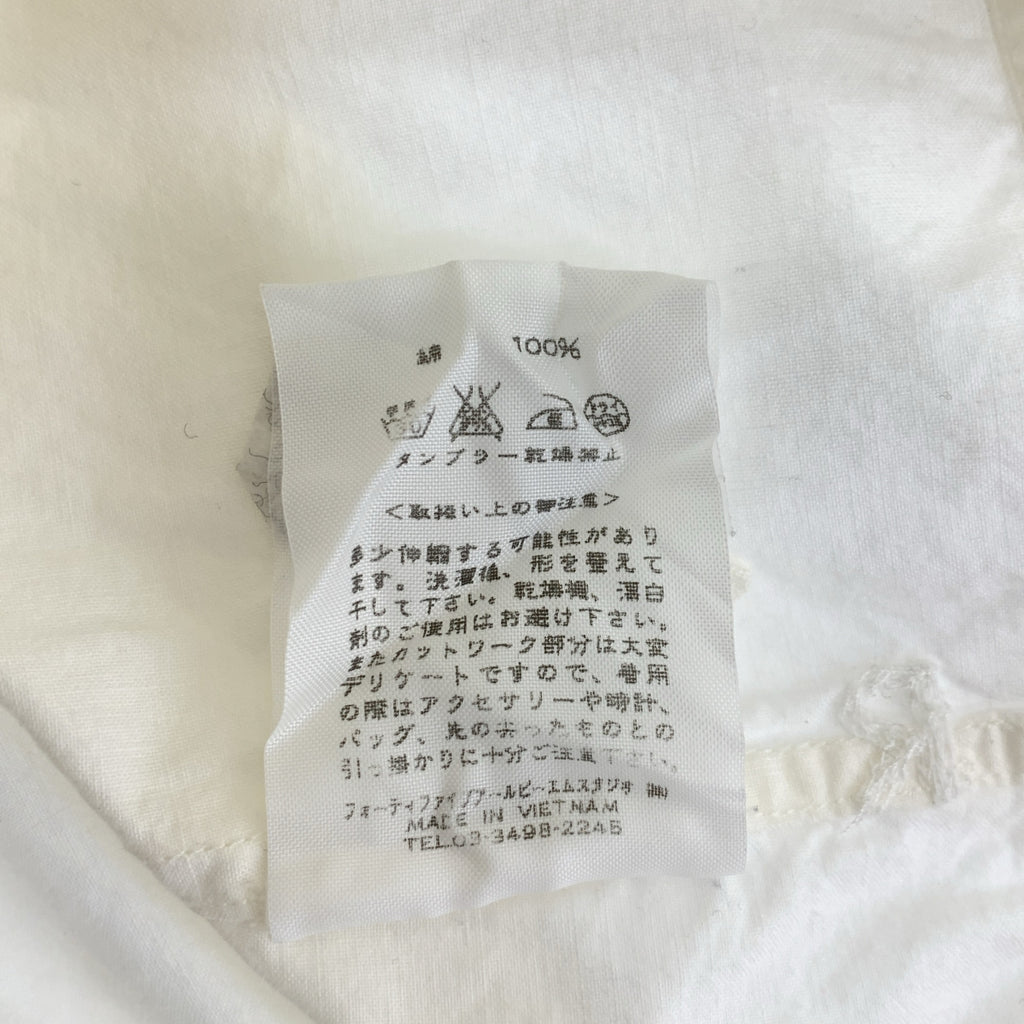 綿 100%
タンブラー乾燥禁止
<取扱い上の御注意>
多少伸縮する可能性があり
ます。洗濯後、形を整えて
干して下さい。乾燥機、漂白
剤のご使用はお避け下さい。
またカットワーク部分は大変
デリケートですので、着用
の際はアクセサリーや時計、
バッグ、先の尖ったものとの
引っ掛かりに十分ご注意下さい。
フォーティファイブアールピーエムスタジオ ㈱
MADE IN VIETNAM
TEL.03-3498-2245